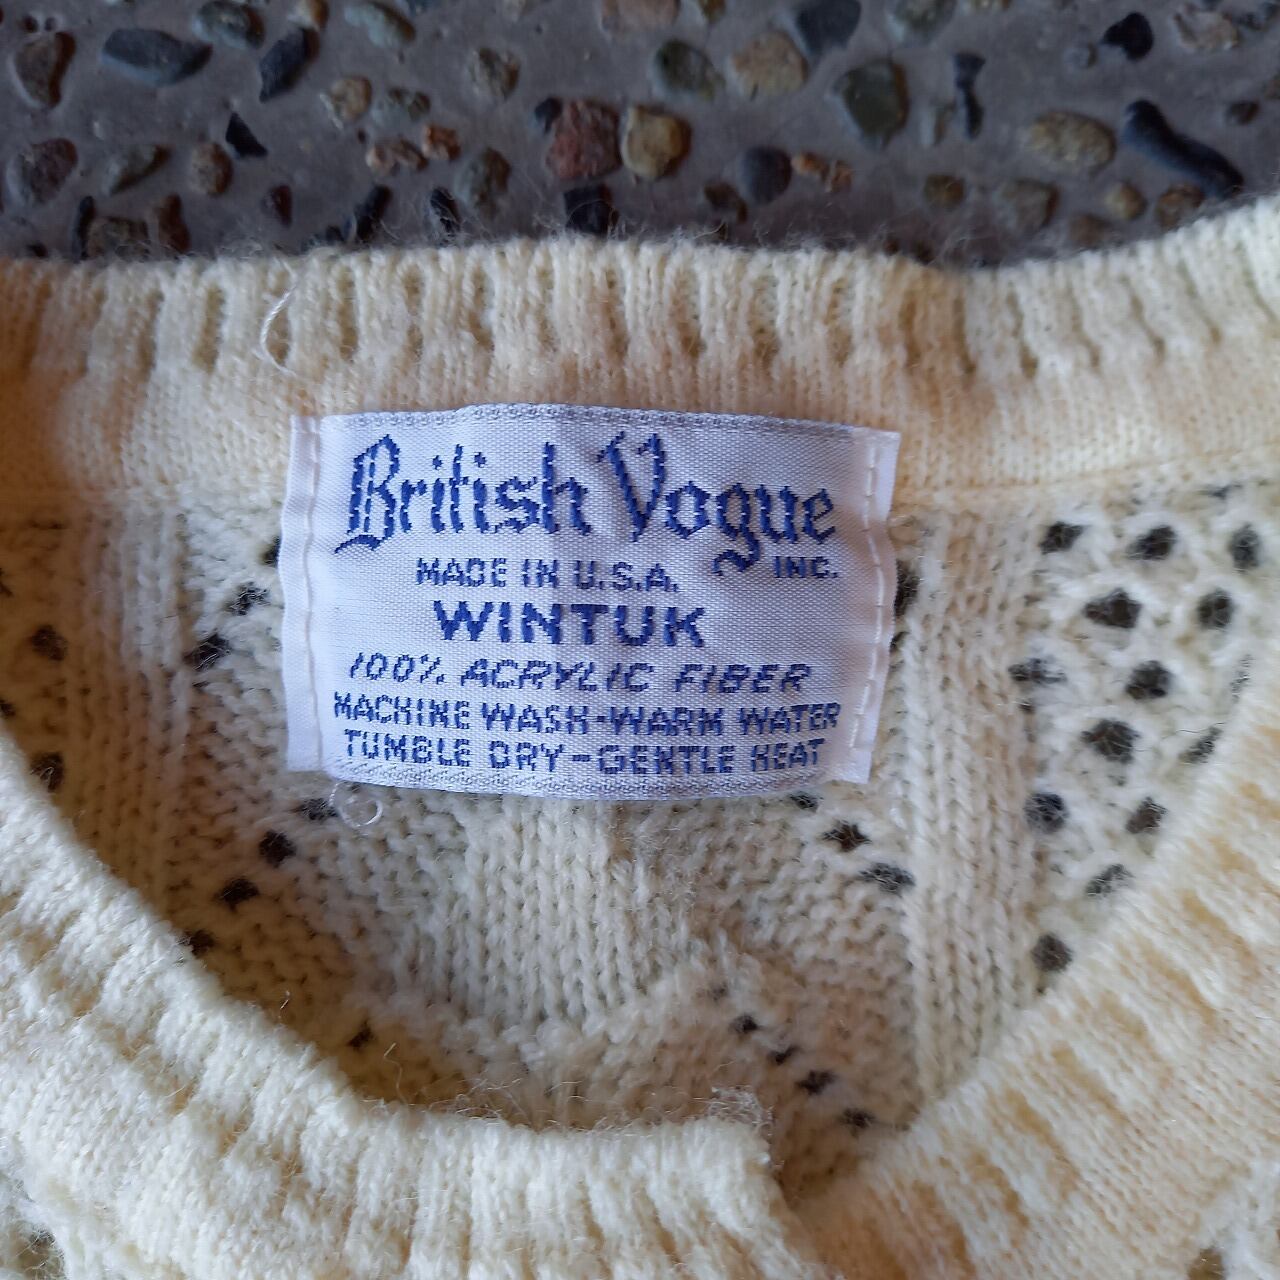 British Vogue
MADE IN U.S.A. INC.
WINTUK
100% ACRYLIC FIBER
MACHINE WASH-WARM WATER
TUMBLE DRY-GENTLE HEAT